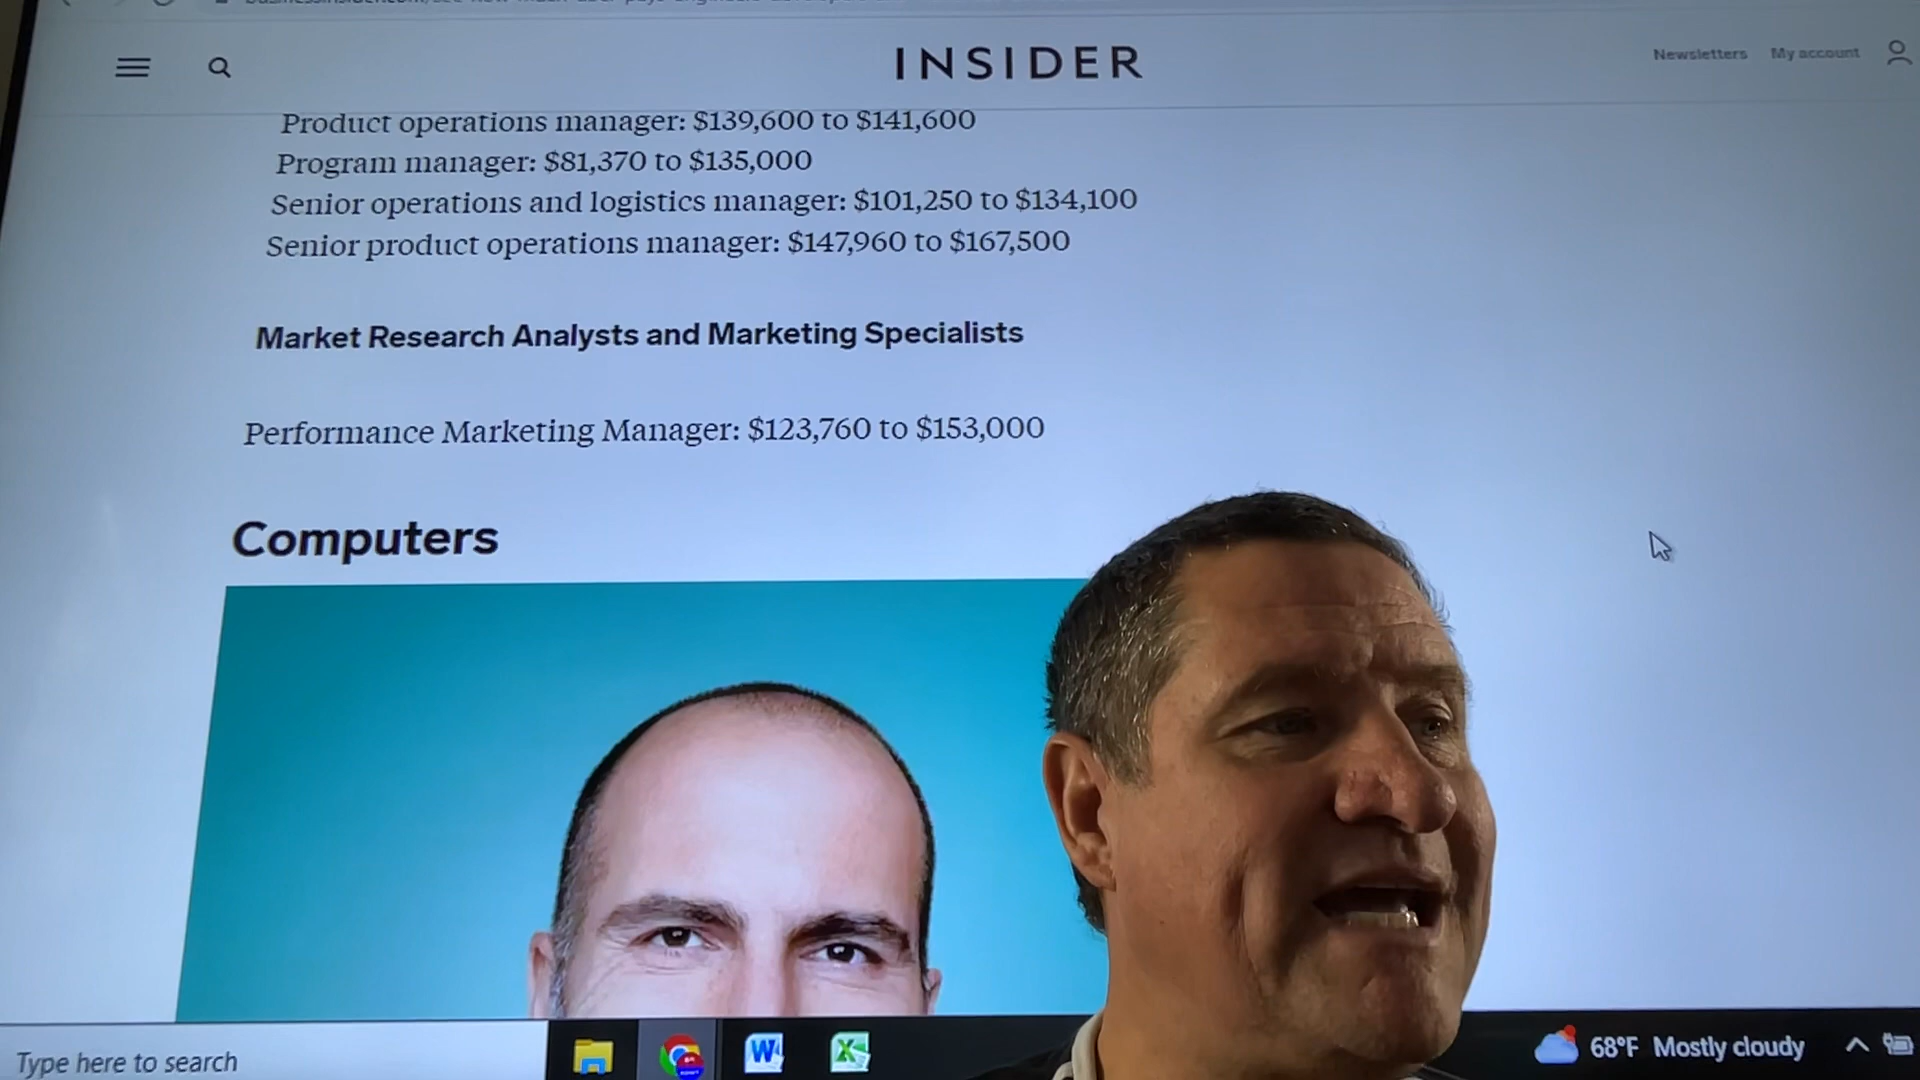 INSIDER
Newsletters My account
Product operations manager: $139,600 to $141,600
Program manager: $81,370 to $135,000
Senior operations and logistics manager: $101,250 to $134,100
Senior product operations manager: $147,960 to $167,500
Market Research Analysts and Marketing Specialists
Performance Marketing Manager: $123,760 to $153,000
Computers
Type here to search
W
X
68°F Mostly cloudy